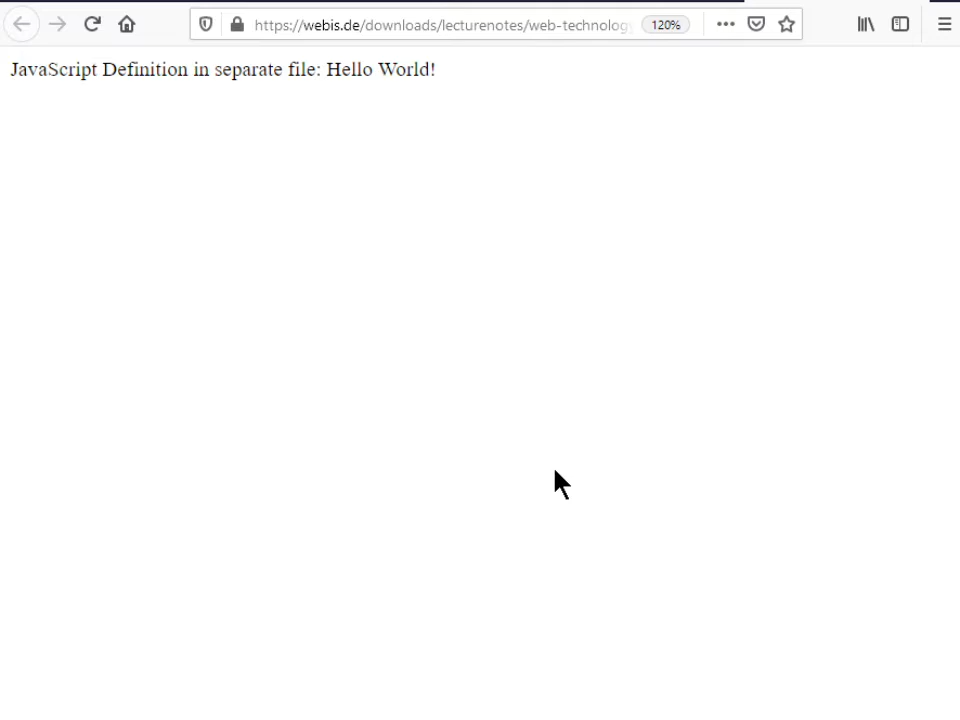 https://webis.de/downloads/lecturenotes/web-technolog
120%
JavaScript Definition in separate file: Hello World!